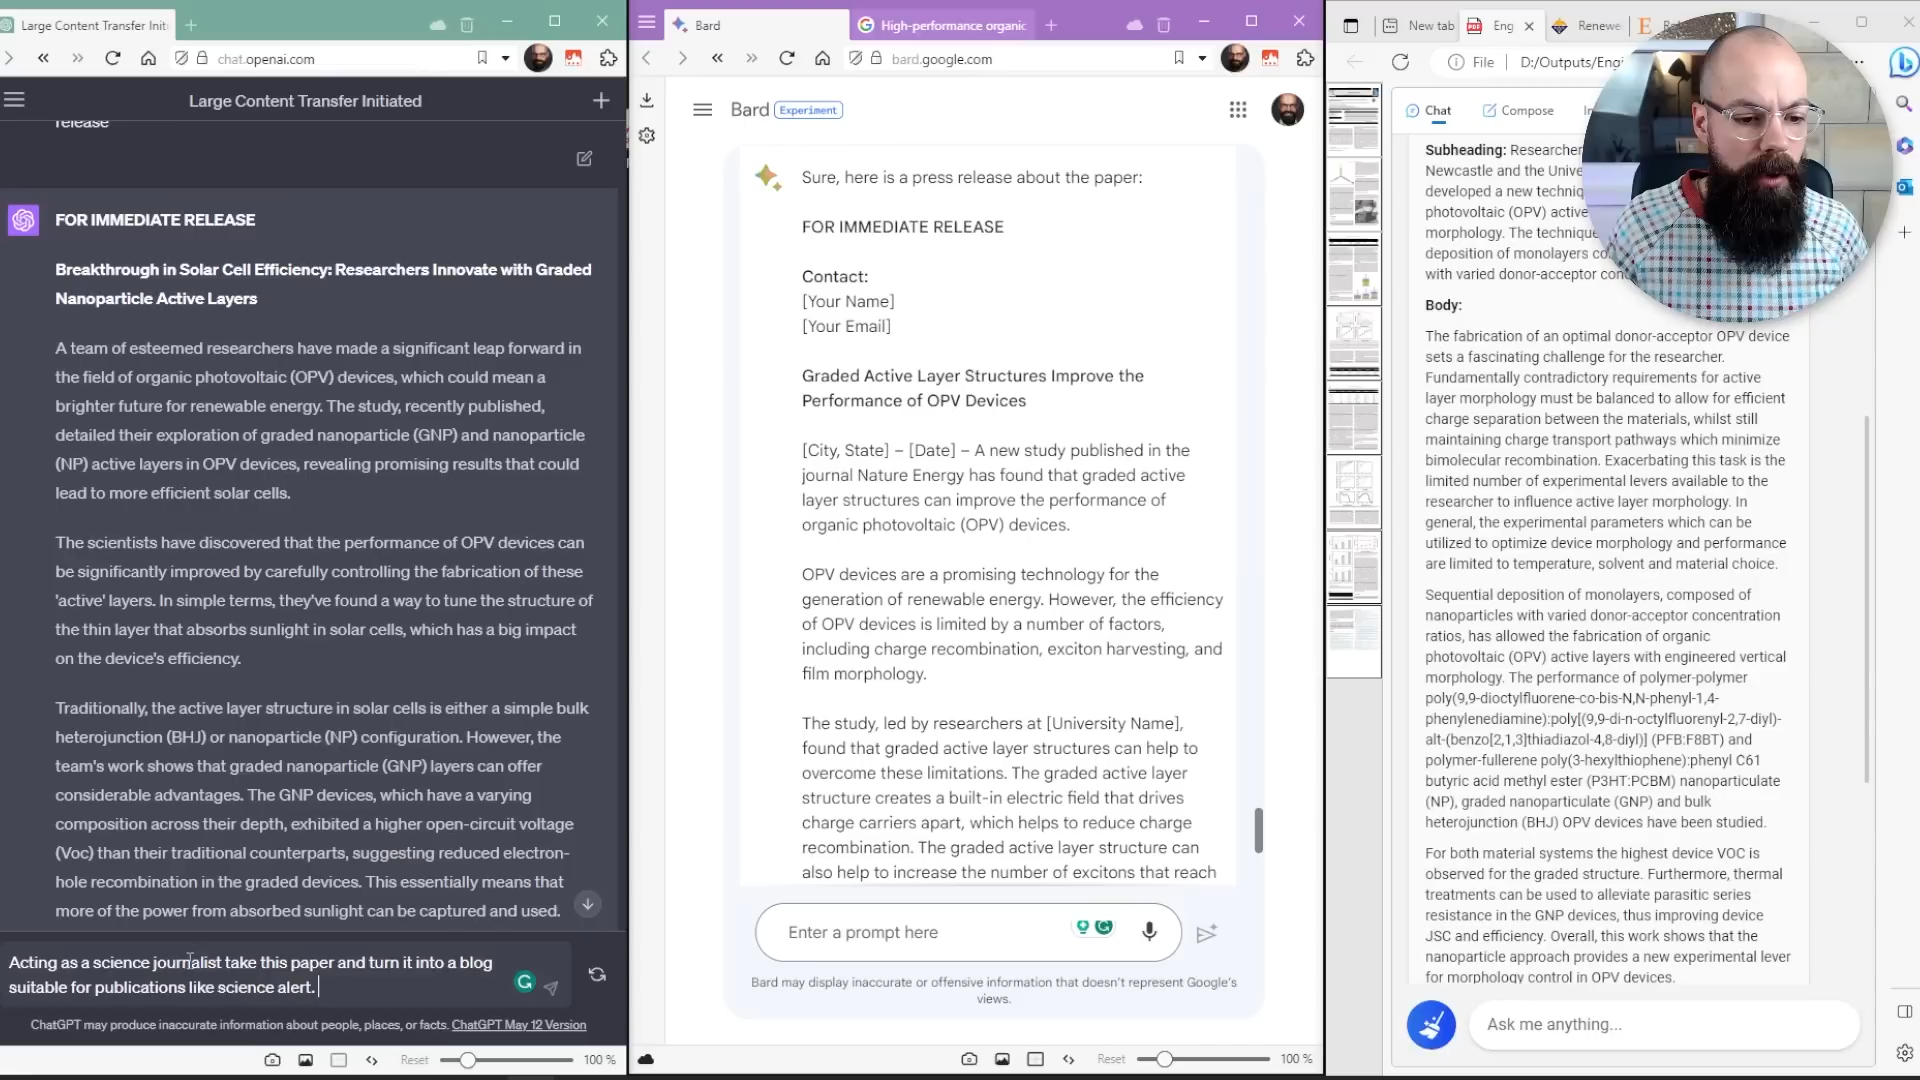 Large Content Transfer Init
chat.openai.com
Large Content Transfer Initiated
release
FOR IMMEDIATE RELEASE
Breakthrough in Solar Cell Efficiency: Researchers Innovate with Graded
Nanoparticle Active Layers
A team of esteemed researchers have made a significant leap forward in
the field of organic photovoltaic (OPV) devices, which could mean a
brighter future for renewable energy. The study, recently published,
detailed their exploration of graded nanoparticle (GNP) and nanoparticle
(NP) active layers in OPV devices, revealing promising results that could
lead to more efficient solar cells.
The scientists have discovered that the performance of OPV devices can
be significantly improved by carefully controlling the fabrication of these
'active' layers. In simple terms, they've found a way to tune the structure of
the thin layer that absorbs sunlight in solar cells, which has a big impact
on the device's efficiency.
Traditionally, the active layer structure in solar cells is either a simple bulk
heterojunction (BHJ) or nanoparticle (NP) configuration. However, the
team's work shows that graded nanoparticle (GNP) layers can offer
considerable advantages. The GNP devices, which have a varying
composition across their depth, exhibited a higher open-circuit voltage
(Voc) than their traditional counterparts, suggesting reduced electron-
hole recombination in the graded devices. This essentially means that
more of the power from absorbed sunlight can be captured and used.
Acting as a science journalist take this paper and turn it into a blog
suitable for publications like science alert.
ChatGPT may produce inaccurate information about people, places, or facts. ChatGPT May 12 Version
Reset
100 %
Bard
High-performance organic
bard.google.com
Bard
Experiment
Sure, here is a press release about the paper:
FOR IMMEDIATE RELEASE
Contact:
[Your Name]
[Your Email]
Graded Active Layer Structures Improve the
Performance of OPV Devices
[City, State] – [Date] – A new study published in the
journal Nature Energy has found that graded active
layer structures can improve the performance of
organic photovoltaic (OPV) devices.
OPV devices are a promising technology for the
generation of renewable energy. However, the efficiency
of OPV devices is limited by a number of factors,
including charge recombination, exciton harvesting, and
film morphology.
The study, led by researchers at [University Name],
found that graded active layer structures can help to
overcome these limitations. The graded active layer
structure creates a built-in electric field that drives
charge carriers apart, which helps to reduce charge
recombination. The graded active layer structure can
also help to increase the number of excitons that reach
Enter a prompt here
Bard may display inaccurate or offensive information that doesn't represent Google's
views.
Reset
100 %
New tab
Eng
Renewe
File
D:/Outputs/Engi
Chat
Compose
Subheading: Researcher
Newcastle and the Unive
developed a new techniq
photovoltaic (OPV) active
morphology. The technique
deposition of monolayers co
with varied donor-acceptor con
Body:
The fabrication of an optimal donor-acceptor OPV device
sets a fascinating challenge for the researcher.
Fundamentally contradictory requirements for active
layer morphology must be balanced to allow for efficient
charge separation between the materials, whilst still
maintaining charge transport pathways which minimize
bimolecular recombination. Exacerbating this task is the
limited number of experimental levers available to the
researcher to influence active layer morphology. In
general, the experimental parameters which can be
utilized to optimize device morphology and performance
are limited to temperature, solvent and material choice.
Sequential deposition of monolayers, composed of
nanoparticles with varied donor-acceptor concentration
ratios, has allowed the fabrication of organic
photovoltaic (OPV) active layers with engineered vertical
morphology. The performance of polymer-polymer
poly(9,9-dioctylfluorene-co-bis-N,N-phenyl-1,4-
phenylenediamine):poly[(9,9-di-n-octylfluorenyl-2,7-diyl)-
alt-(benzo[2,1,3]thiadiazol-4,8-diyl)] (PFB:F8BT) and
polymer-fullerene poly(3-hexylthiophene):phenyl C61
butyric acid methyl ester (P3HT:PCBM) nanoparticulate
(NP), graded nanoparticulate (GNP) and bulk
heterojunction (BHJ) OPV devices have been studied.
For both material systems the highest device VOC is
observed for the graded structure. Furthermore, thermal
treatments can be used to alleviate parasitic series
resistance in the GNP devices, thus improving device
JSC and efficiency. Overall, this work shows that the
nanoparticle approach provides a new experimental lever
for morphology control in OPV devices.
Ask me anything...